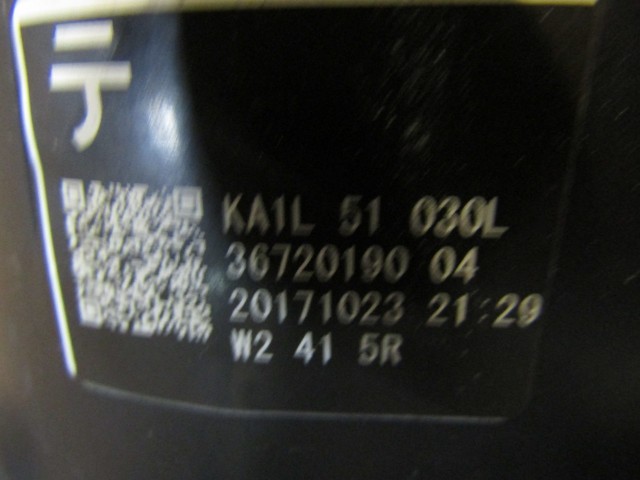 テ
KA1L 51 030L
36720190 04
20171023 21:29
W2 41 5R